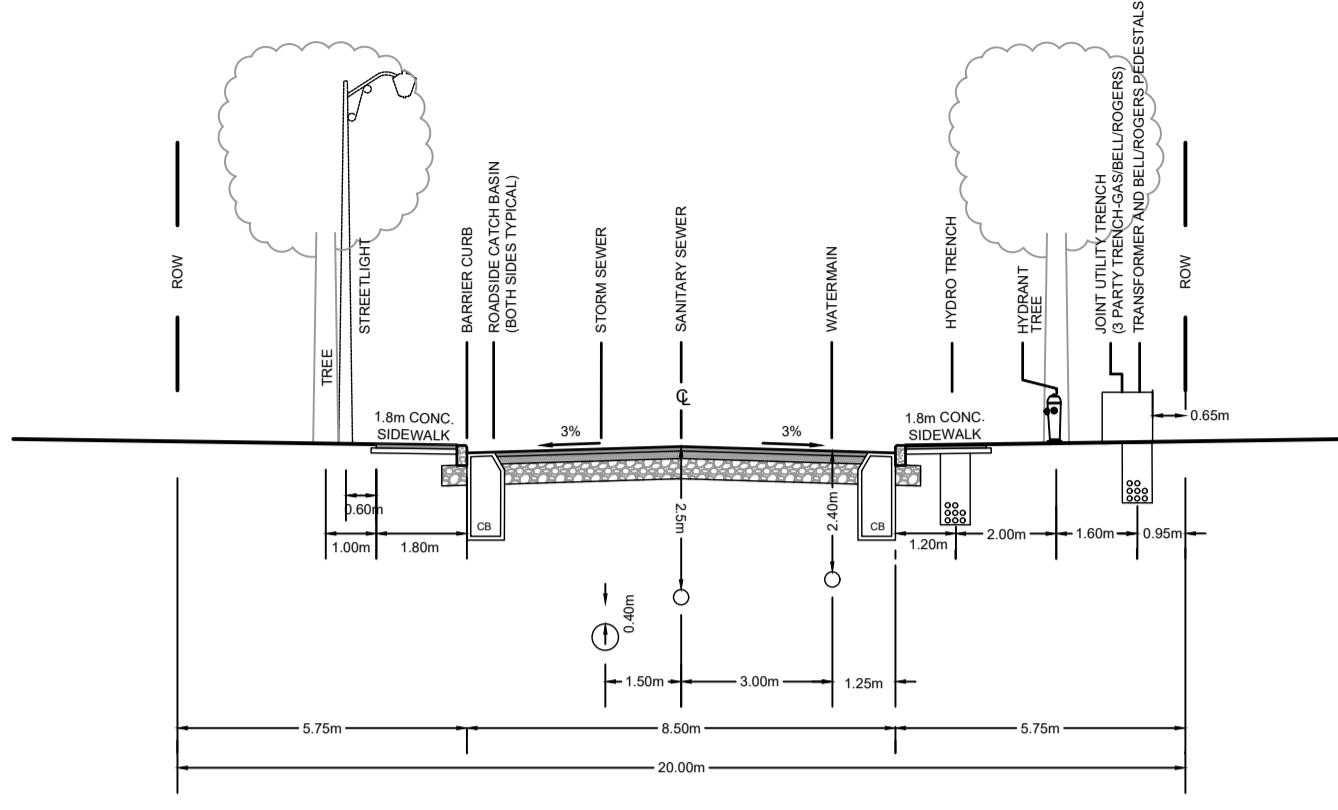 ROW
TREE
STREETLIGHT
BARRIER CURB
ROADSIDE CATCH BASIN
(BOTH SIDES TYPICAL)
STORM SEWER
SANITARY SEWER
WATERMAIN
HYDRO TRENCH
HYDRANT
TREE
JOINT UTILITY TRENCH
(3 PARTY TRENCH-GAS/BELL/ROGERS)
TRANSFORMER AND BELL/ROGERS PEDESTALS
ROW
℄
1.8m CONC.
SIDEWALK
3%
3%
1.8m CONC.
SIDEWALK
0.65m
0.60m
1.00m
1.80m
CB
2.5m
2.40m
CB
1.20m
2.00m
1.60m
0.95m
0.40m
1.50m
3.00m
1.25m
5.75m
8.50m
5.75m
20.00m